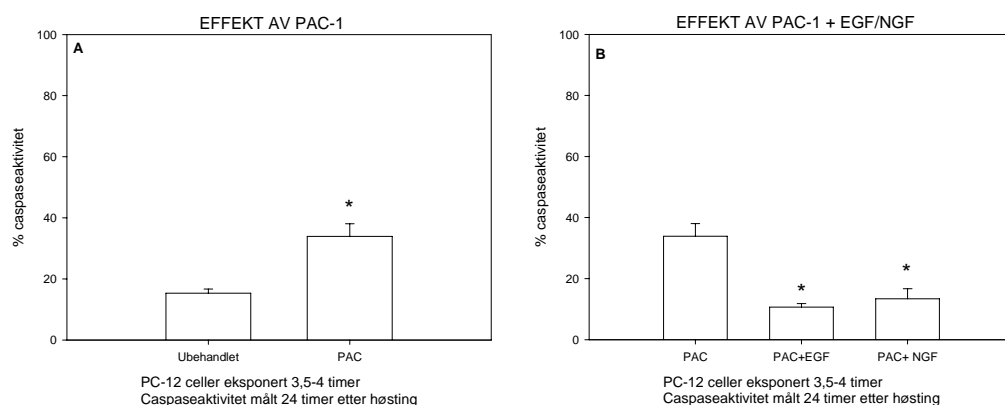 EFFEKT AV PAC-1
A
100
80
60
40
20
0
% caspaseaktivitet
*
Ubehandlet PAC
PC-12 celler eksponert 3,5-4 timer
Caspaseaktivitet målt 24 timer etter høsting
EFFEKT AV PAC-1 + EGF/NGF
B
100
80
60
40
20
0
% caspaseaktivitet
*
*
PAC PAC+EGF PAC+ NGF
PC-12 celler eksponert 3,5-4 timer
Caspaseaktivitet målt 24 timer etter høsting